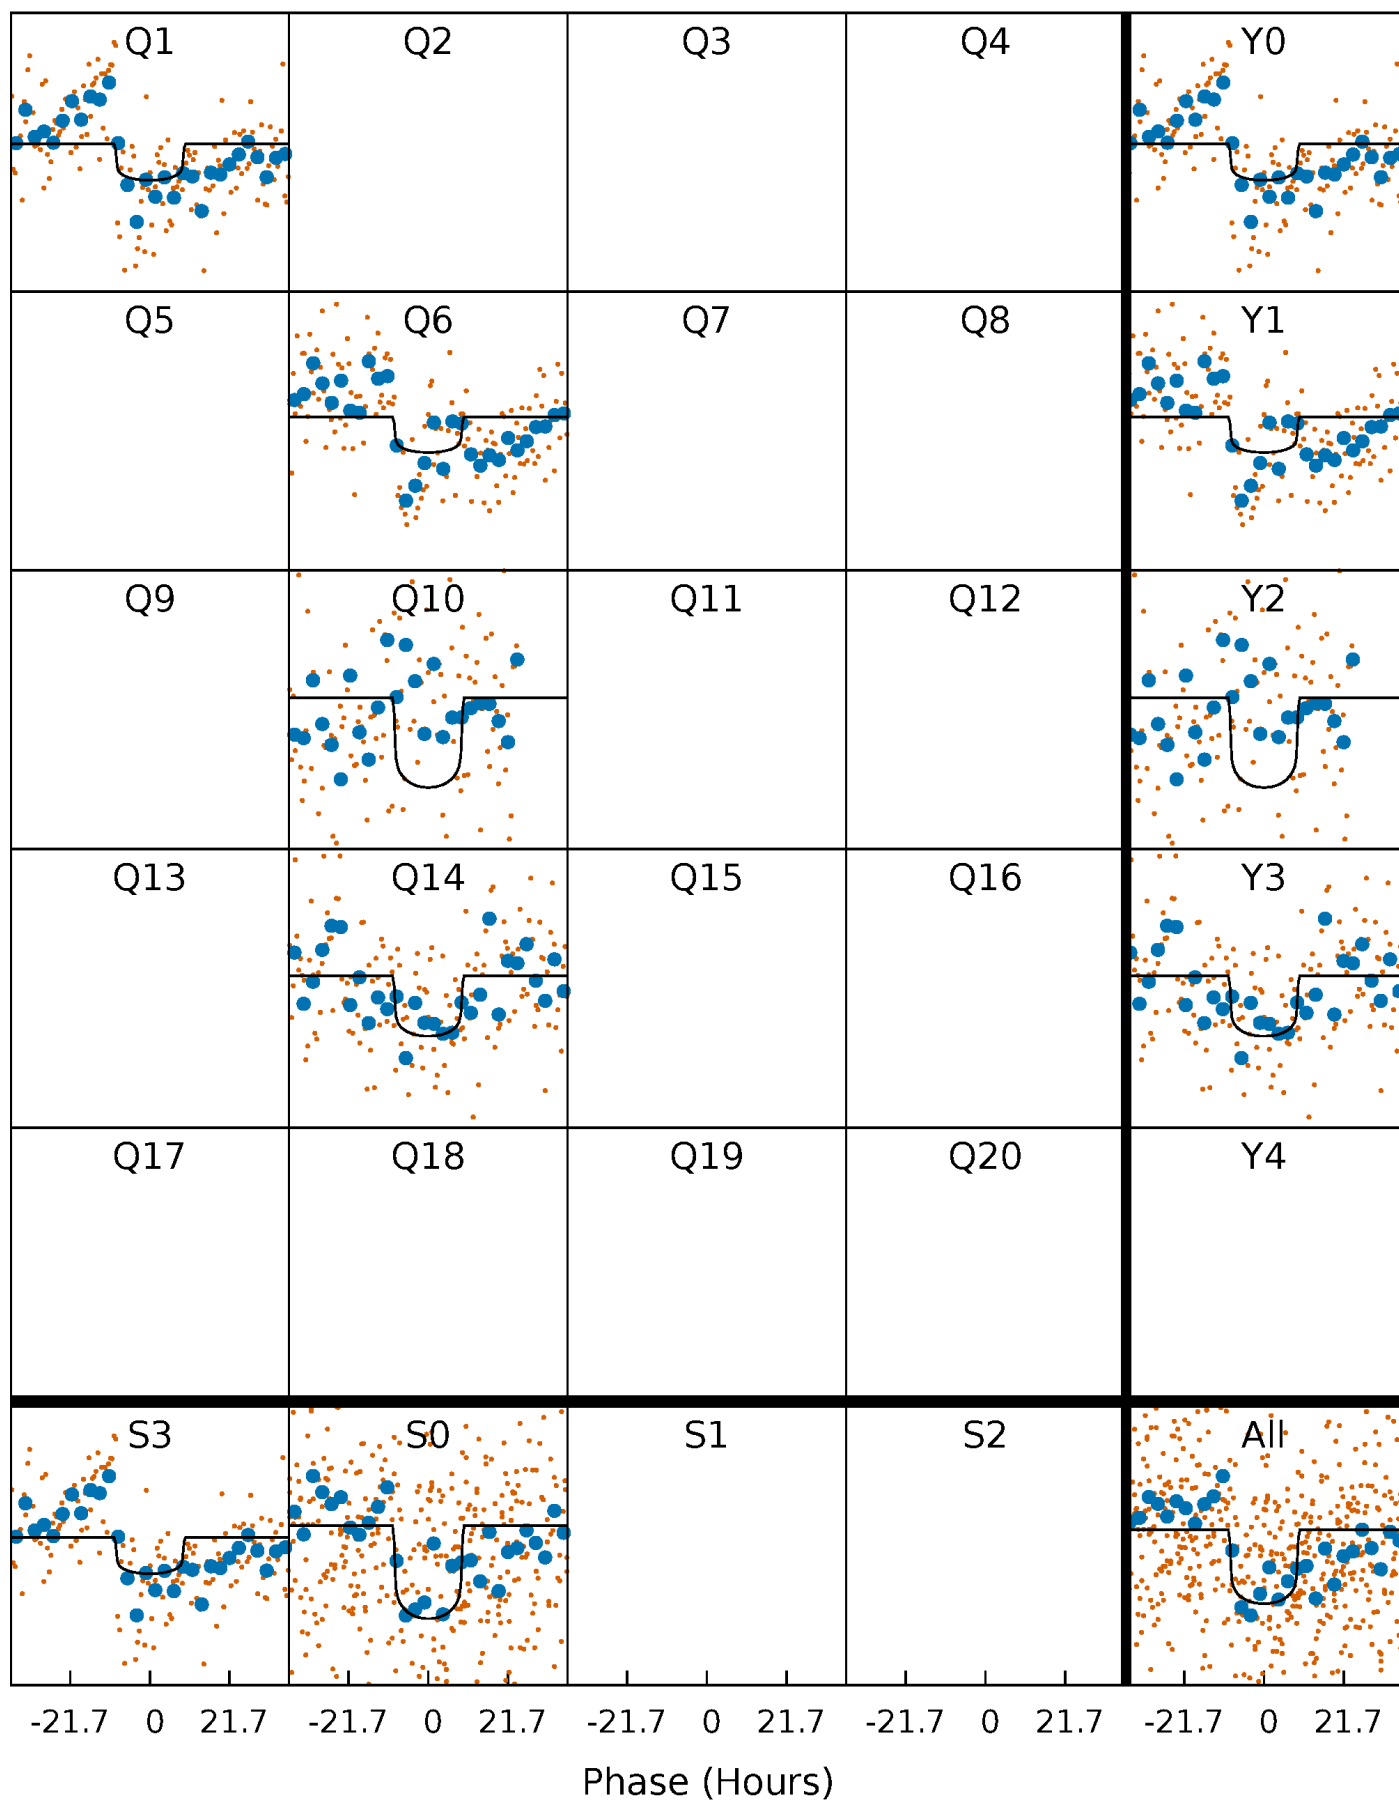 Q1 Q2 Q3 Q4 Y0
Q5 Q6 Q7 Q8 Y1
Q9 Q10 Q11 Q12 Y2
Q13 Q14 Q15 Q16 Y3
Q17 Q18 Q19 Q20 Y4
S3 S0 S1 S2 All
-21.7 0 21.7 -21.7 0 21.7 -21.7 0 21.7 -21.7 0 21.7 -21.7 0 21.7
Phase (Hours)